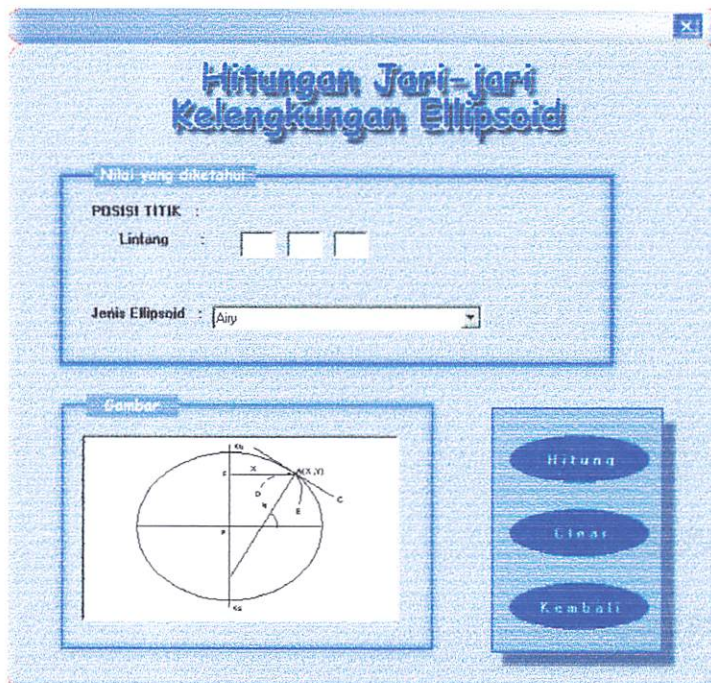 Hitungan Jari-jari
Kelengkungan Ellipsoid
Nilai yang diketahui
POSISI TITIK :
Lintang :
Jenis Ellipsoid : Airy
Gambar
X
D
E
C
P
Hitung
Clear
Kembali